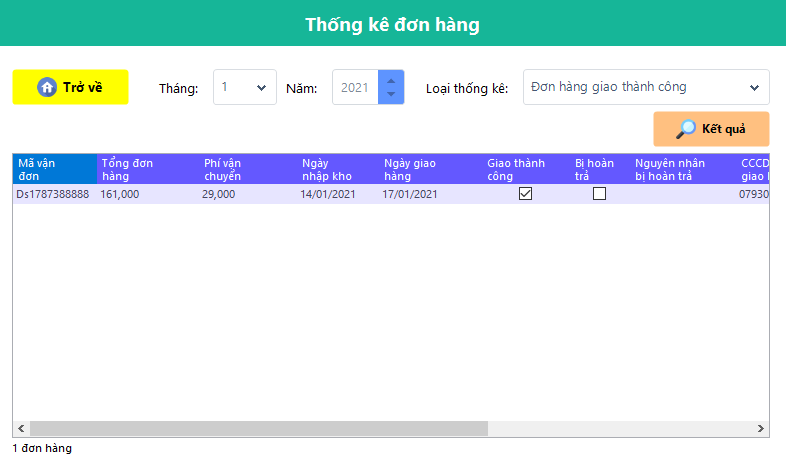 Thống kê đơn hàng
Trở về
Tháng: 1 Năm: 2021 Loại thống kê: Đơn hàng giao thành công
Kết quả
Mã vận đơn Tổng đơn hàng Phí vận chuyển Ngày nhập kho Ngày giao hàng Giao thành công Bị hoàn trả Nguyên nhân bị hoàn trả CCCD giao
Ds1787388888 161,000 29,000 14/01/2021 17/01/2021 07930
1 đơn hàng